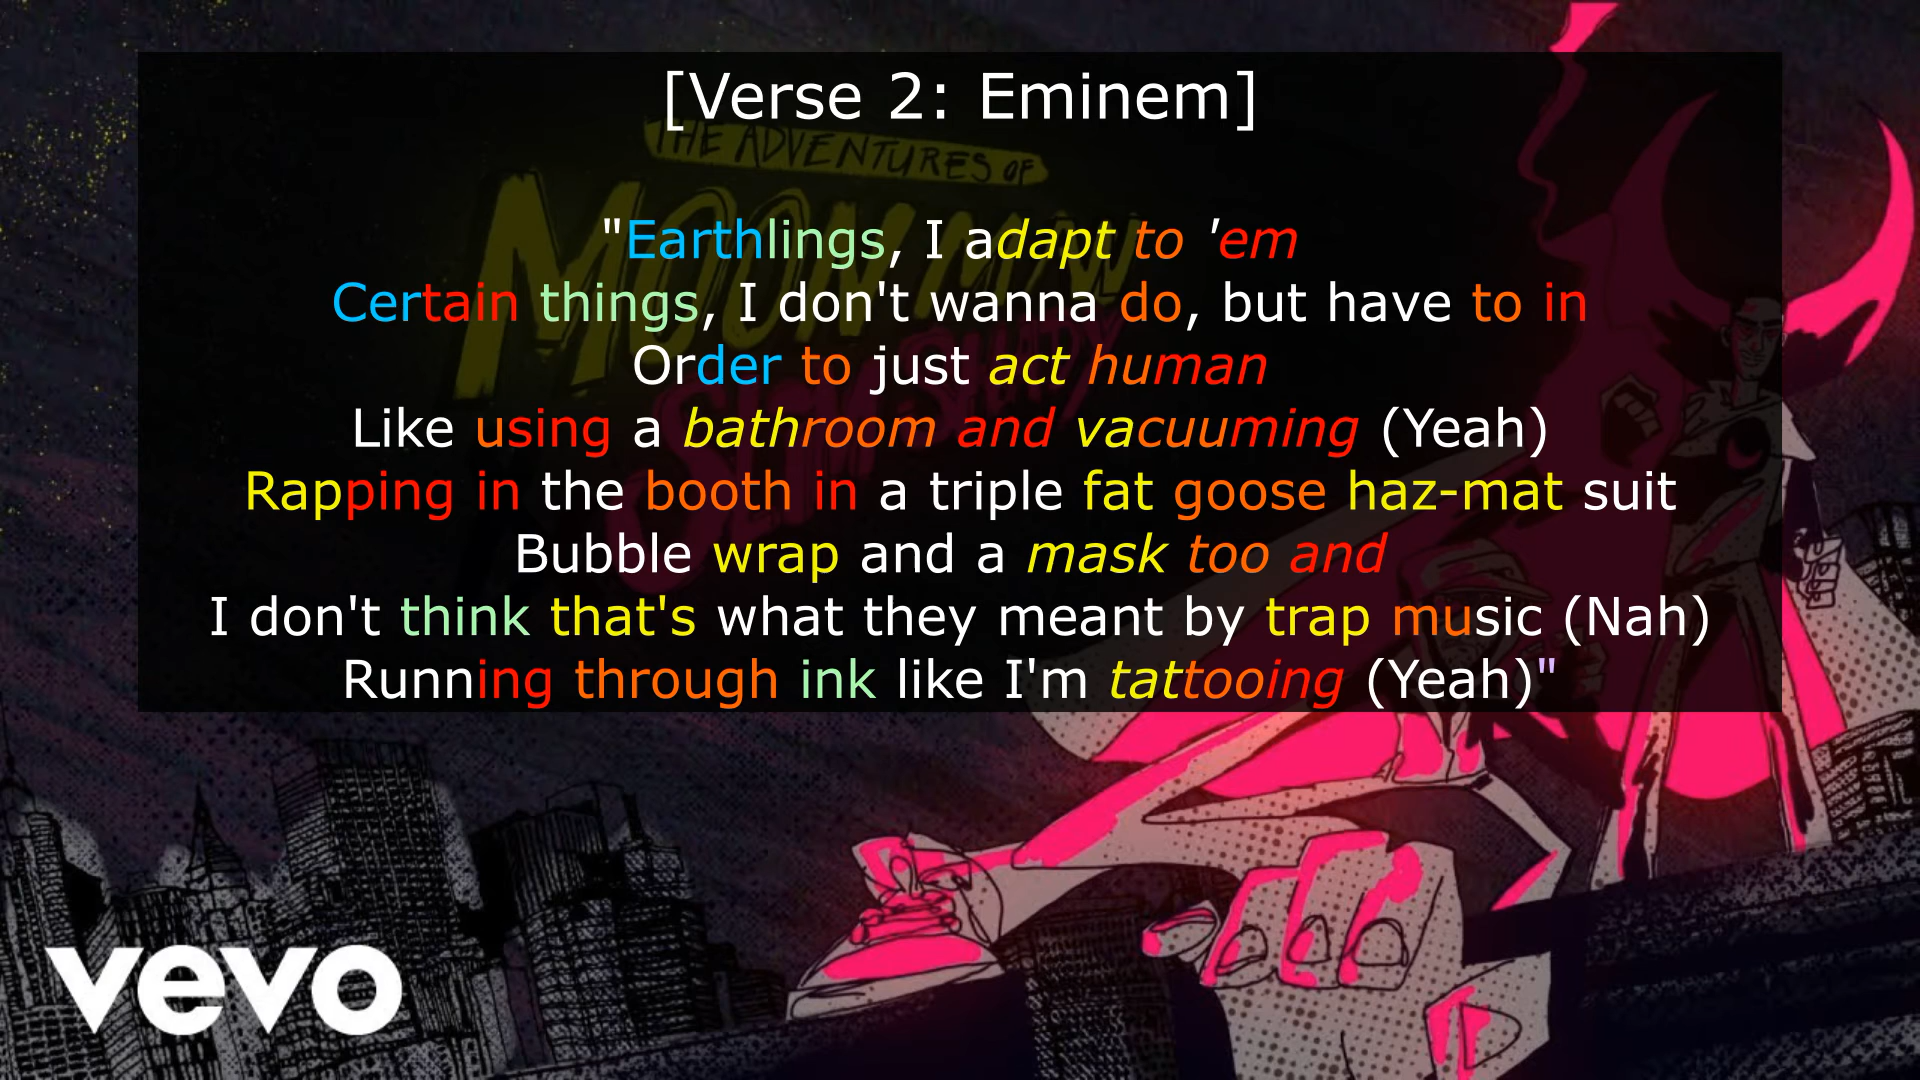 [Verse 2: Eminem]
THE ADVENTURES OF
MOON MAN
"Earthlings, I adapt to 'em
Certain things, I don't wanna do, but have to in
Order to just act human
Like using a bathroom and vacuuming (Yeah)
Rapping in the booth in a triple fat goose haz-mat suit
Bubble wrap and a mask too and
I don't think that's what they meant by trap music (Nah)
Running through ink like I'm tattooing (Yeah)"
vevo